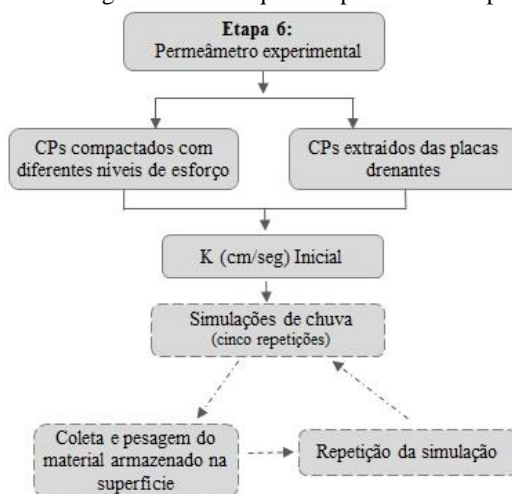 Etapa 6:
Permeâmetro experimental
CPs compactados com
diferentes níveis de esforço
CPs extraídos das placas
drenantes
K (cm/seg) Inicial
Simulações de chuva
(cinco repetições)
Coleta e pesagem do
material armazenado na
superfície
Repetição da simulação